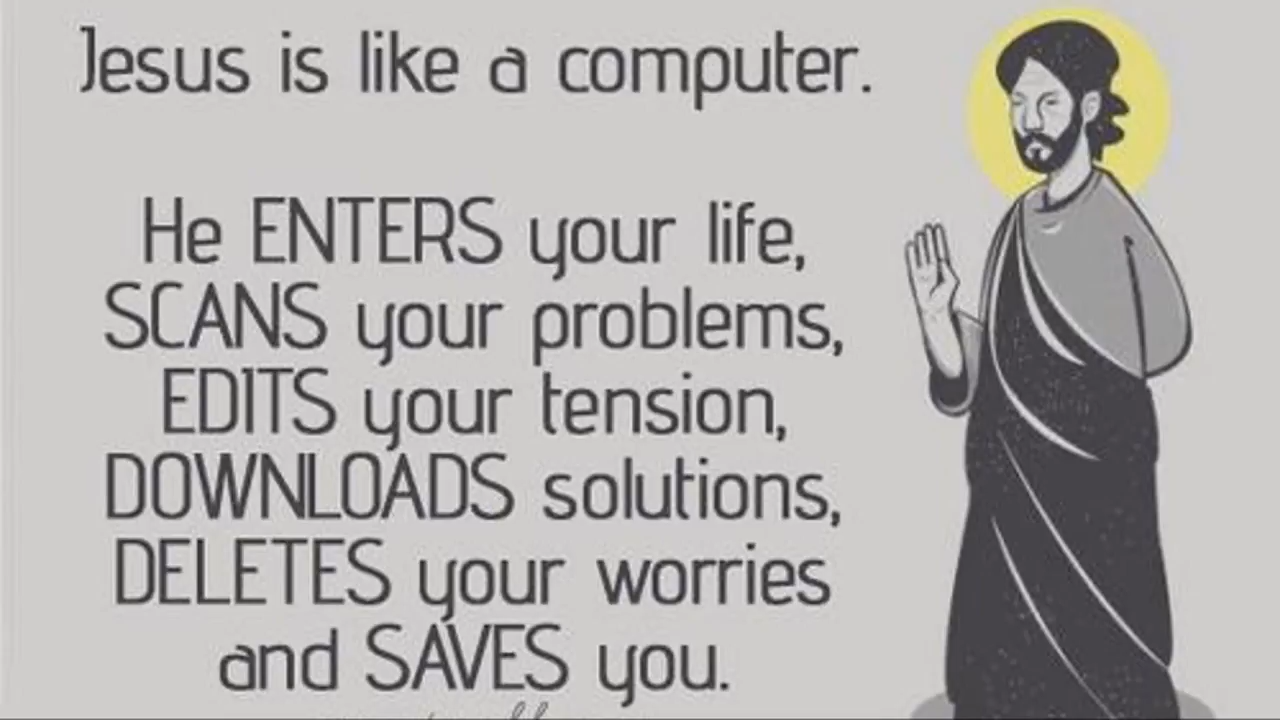 Jesus is like a computer.
He ENTERS your life,
SCANS your problems,
EDITS your tension,
DOWNLOADS solutions,
DELETES your worries
and SAVES you.